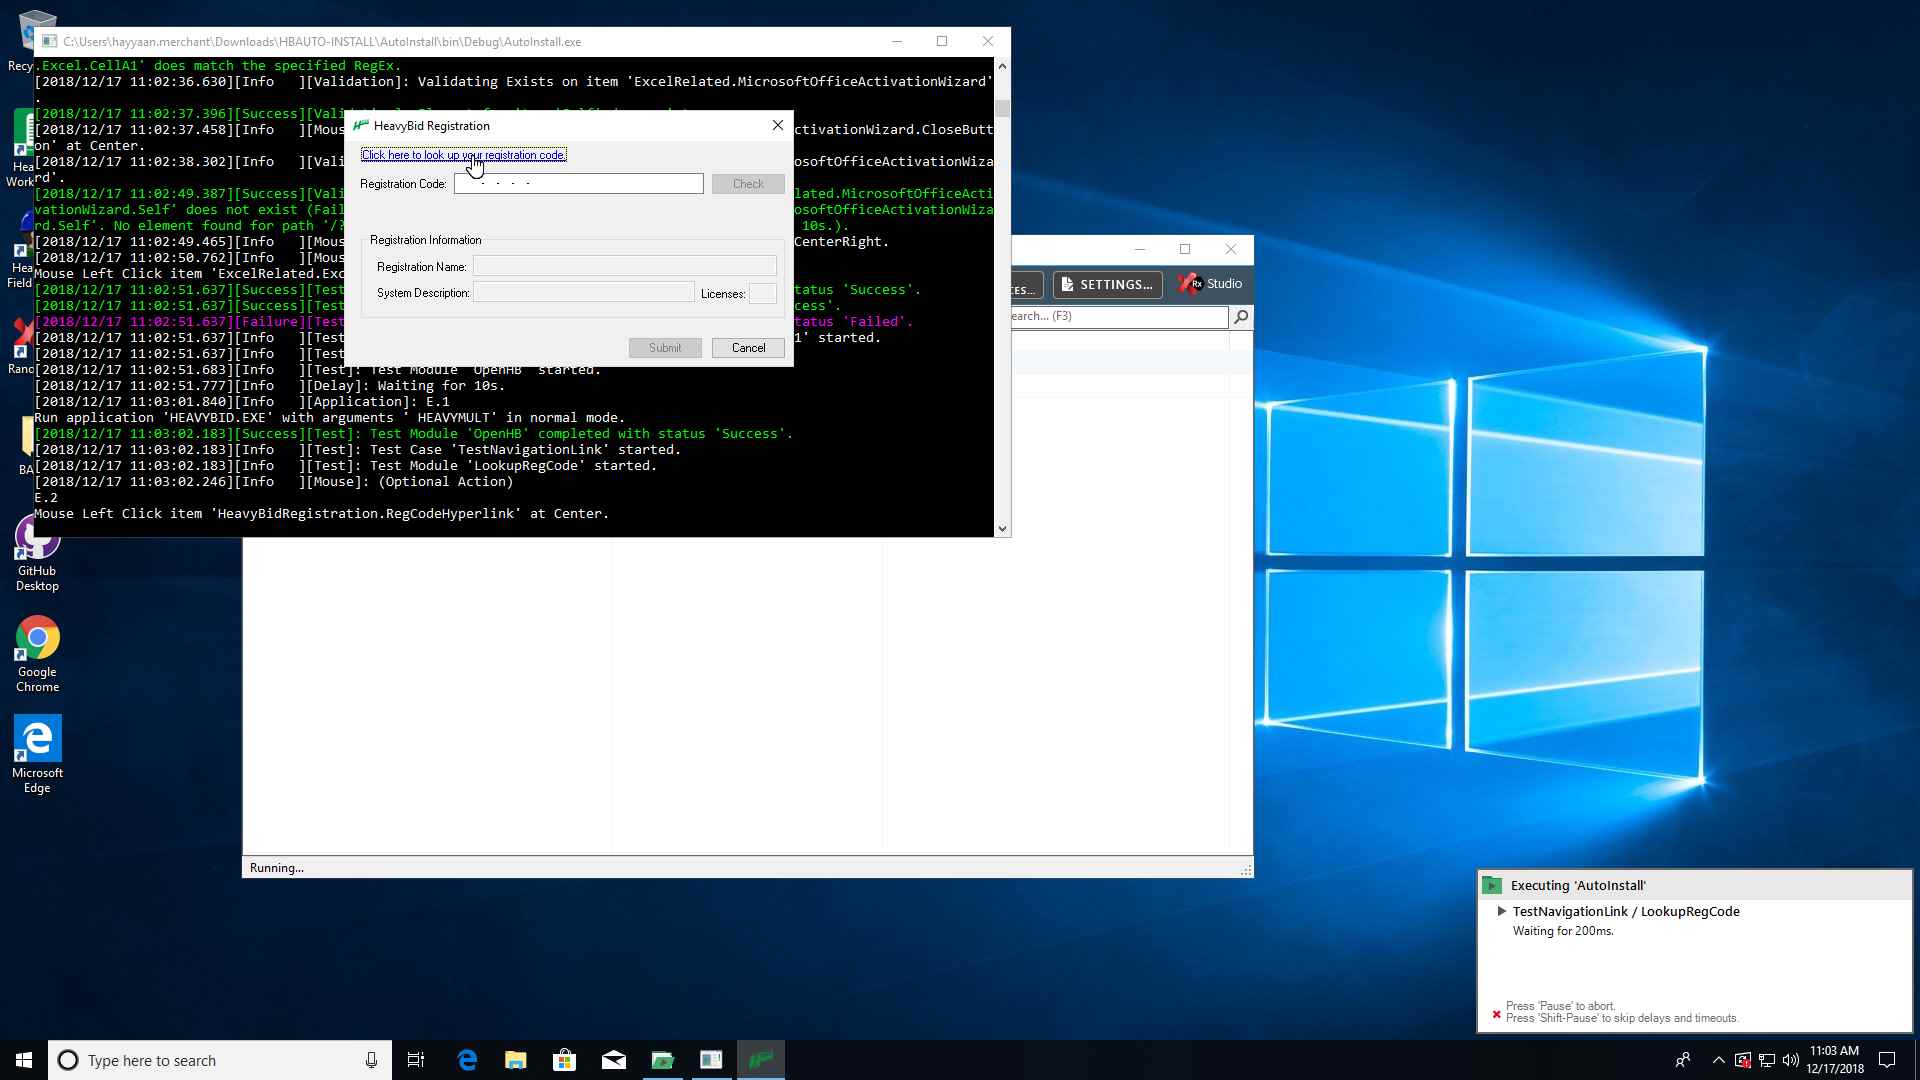 Recy
Hea
Work
Hea
Field
Rand
BA
GitHub
Desktop
Google
Chrome
Microsoft
Edge
C:\Users\hayyaan.merchant\Downloads\HBAUTO-INSTALL\AutoInstall\bin\Debug\AutoInstall.exe
.Excel.CellA1' does match the specified RegEx.
[2018/12/17 11:02:36.630][Info   ][Validation]: Validating Exists on item 'ExcelRelated.MicrosoftOfficeActivationWizard'
.
[2018/12/17 11:02:37.396][Success][Vali
[2018/12/17 11:02:37.458][Info   ][Mous ctivationWizard.CloseButt
on' at Center.
[2018/12/17 11:02:38.302][Info   ][Vali osoftOfficeActivationWiza
rd'.
[2018/12/17 11:02:49.387][Success][Vali lated.MicrosoftOfficeActi
vationWizard.Self' does not exist (Fail osoftOfficeActivationWiza
rd.Self'. No element found for path '/? 10s.).
[2018/12/17 11:02:49.465][Info   ][Mous CenterRight.
[2018/12/17 11:02:50.762][Info   ][Mous
Mouse Left Click item 'ExcelRelated.Exc
[2018/12/17 11:02:51.637][Success][Test tatus 'Success'.
[2018/12/17 11:02:51.637][Success][Test cess'.
[2018/12/17 11:02:51.637][Failure][Test tatus 'Failed'.
[2018/12/17 11:02:51.637][Info   ][Test 1' started.
[2018/12/17 11:02:51.637][Info   ][Test
[2018/12/17 11:02:51.683][Info   ][Test]: Test Module 'OpenHB' started.
[2018/12/17 11:02:51.777][Info   ][Delay]: Waiting for 10s.
[2018/12/17 11:03:01.840][Info   ][Application]: E.1
Run application 'HEAVYBID.EXE' with arguments ' HEAVYMULT' in normal mode.
[2018/12/17 11:03:02.183][Success][Test]: Test Module 'OpenHB' completed with status 'Success'.
[2018/12/17 11:03:02.183][Info   ][Test]: Test Case 'TestNavigationLink' started.
[2018/12/17 11:03:02.183][Info   ][Test]: Test Module 'LookupRegCode' started.
[2018/12/17 11:03:02.246][Info   ][Mouse]: (Optional Action)
E.2
Mouse Left Click item 'HeavyBidRegistration.RegCodeHyperlink' at Center.
HeavyBid Registration
Click here to look up your registration code.
Registration Code: - - - -
Check
Registration Information
Registration Name:
System Description:
Licenses:
Submit
Cancel
ces...
SETTINGS...
Rx Studio
earch... (F3)
Running...
Executing 'AutoInstall'
TestNavigationLink / LookupRegCode
Waiting for 200ms.
Press 'Pause' to abort.
Press 'Shift-Pause' to skip delays and timeouts.
Type here to search
11:03 AM
12/17/2018